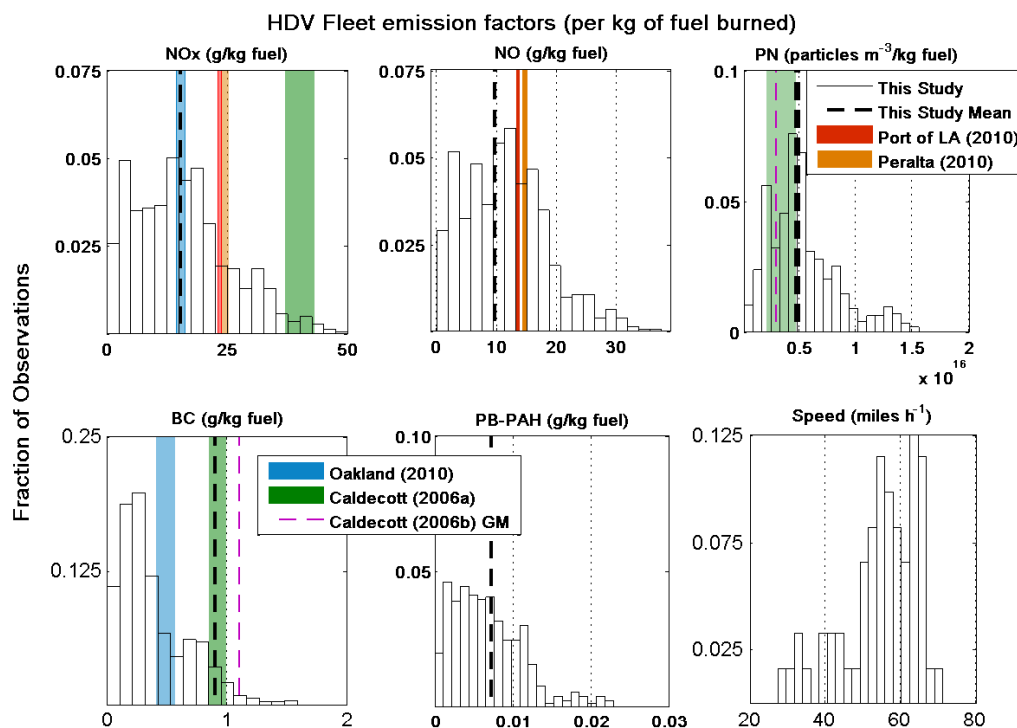 HDV Fleet emission factors (per kg of fuel burned)
NOx (g/kg fuel)
NO (g/kg fuel)
PN (particles m⁻³/kg fuel)
0.075
0.05
0.025
0
25
50
0.075
0.05
0.025
0
10
20
30
0.1
0.05
0
0.5
1
1.5
2
x 10¹⁶
This Study
This Study Mean
Port of LA (2010)
Peralta (2010)
Fraction of Observations
BC (g/kg fuel)
PB-PAH (g/kg fuel)
Speed (miles h⁻¹)
0.25
0.125
0
1
2
Oakland (2010)
Caldecott (2006a)
Caldecott (2006b) GM
0.10
0.05
0
0.01
0.02
0.03
0.125
0.075
0.025
20
40
60
80